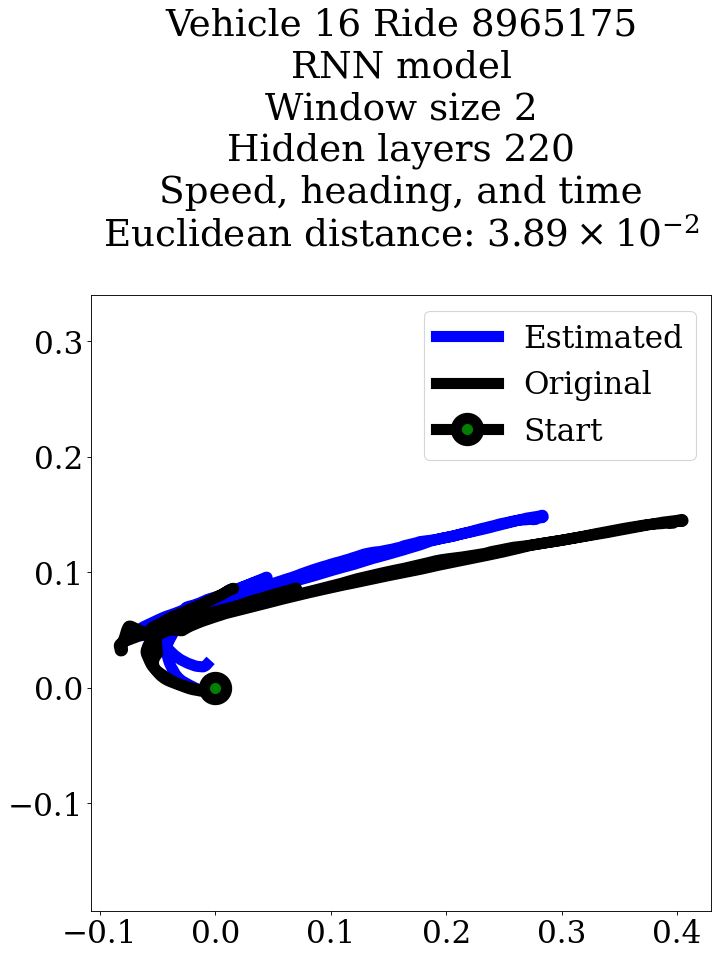 Vehicle 16 Ride 8965175
RNN model
Window size 2
Hidden layers 220
Speed, heading, and time
Euclidean distance: 3.89 × 10⁻²
Estimated
Original
Start
0.3
0.2
0.1
0.0
−0.1
−0.1 0.0 0.1 0.2 0.3 0.4